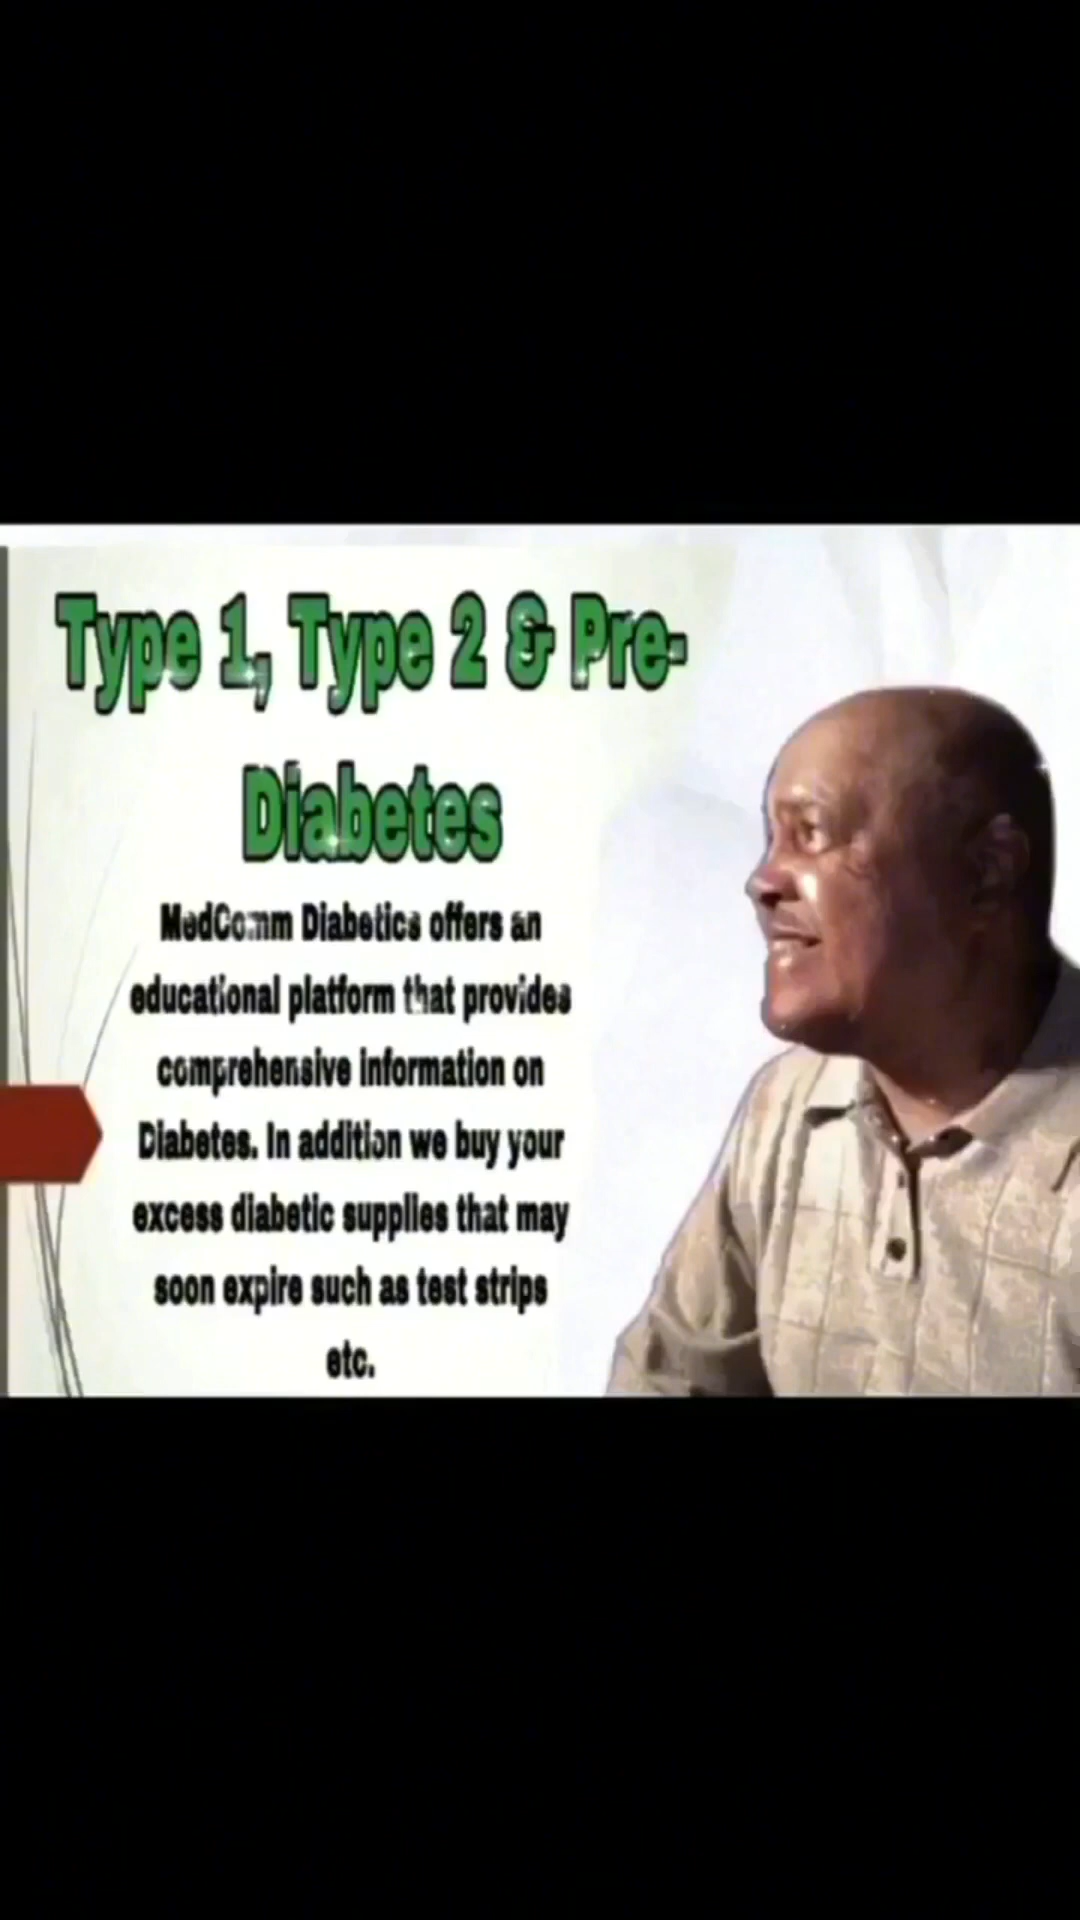 Type 1, Type 2 & Pre-
Diabetes
MedComm Diabetics offers an
educational platform that provides
comprehensive information on
Diabetes. In addition we buy your
excess diabetic supplies that may
soon expire such as test strips
etc.